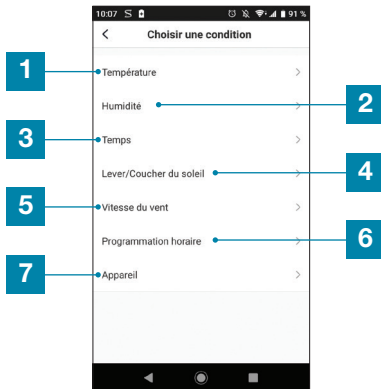 10:07 S 91 %
Choisir une condition
1 Température
Humidité 2
3 Temps
Lever/Coucher du soleil 4
5 Vitesse du vent
Programmation horaire 6
7 Appareil